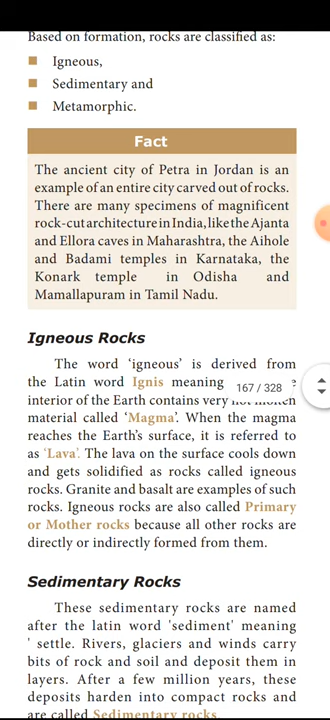 Based on formation, rocks are classified as:
Igneous,
Sedimentary and
Metamorphic.
Fact
The ancient city of Petra in Jordan is an
example of an entire city carved out of rocks.
There are many specimens of magnificent
rock-cut architecture in India, like the Ajanta
and Ellora caves in Maharashtra, the Aihole
and Badami temples in Karnataka, the
Konark temple in Odisha and
Mamallapuram in Tamil Nadu.
Igneous Rocks
The word ‘igneous’ is derived from
the Latin word Ignis meaning
167 / 328
interior of the Earth contains very molten
material called ‘Magma’. When the magma
reaches the Earth’s surface, it is referred to
as ‘Lava’. The lava on the surface cools down
and gets solidified as rocks called igneous
rocks. Granite and basalt are examples of such
rocks. Igneous rocks are also called Primary
or Mother rocks because all other rocks are
directly or indirectly formed from them.
Sedimentary Rocks
These sedimentary rocks are named
after the latin word 'sediment' meaning
' settle. Rivers, glaciers and winds carry
bits of rock and soil and deposit them in
layers. After a few million years, these
deposits harden into compact rocks and
are called Sedimentary rocks.